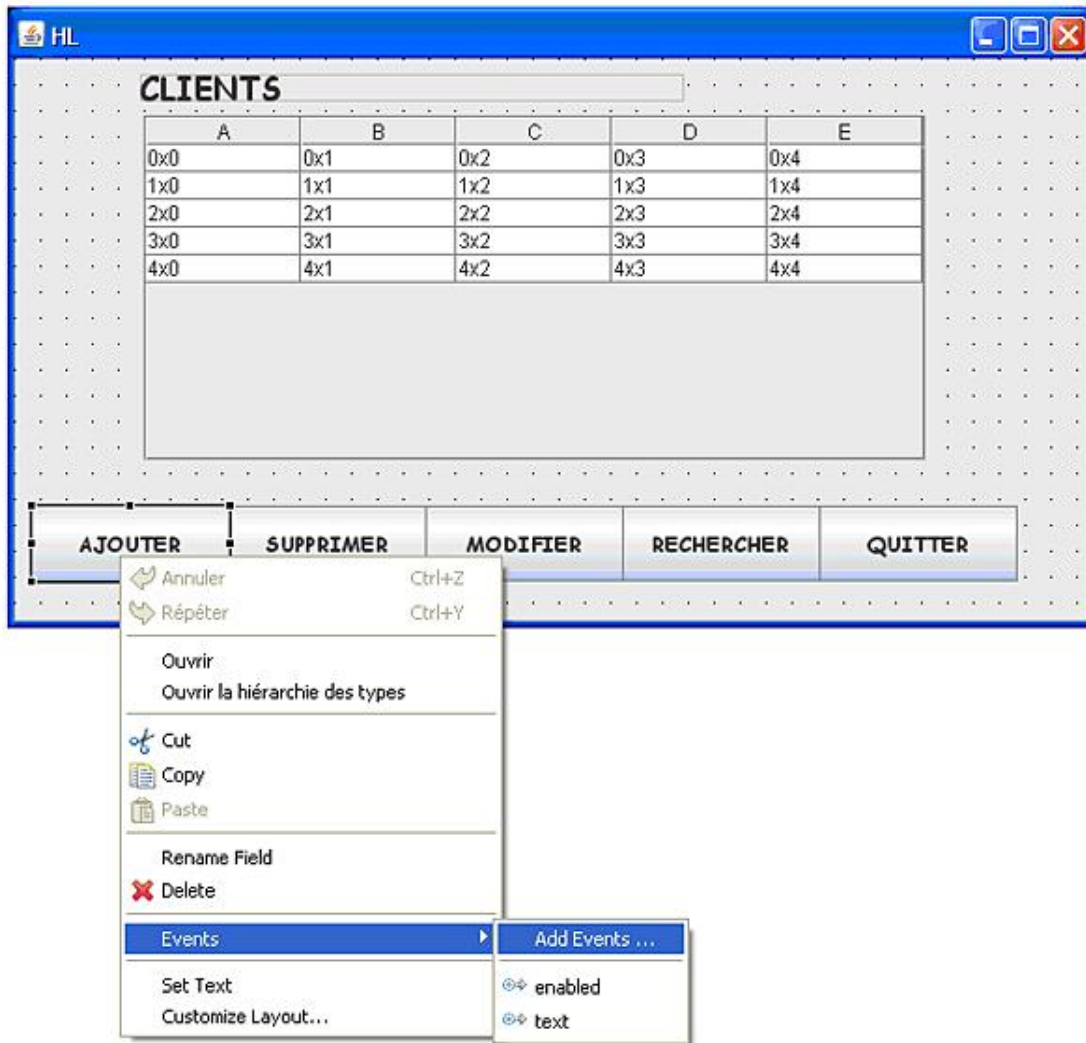 HL
CLIENTS
A B C D E
0x0 0x1 0x2 0x3 0x4
1x0 1x1 1x2 1x3 1x4
2x0 2x1 2x2 2x3 2x4
3x0 3x1 3x2 3x3 3x4
4x0 4x1 4x2 4x3 4x4
AJOUTER SUPPRIMER MODIFIER RECHERCHER QUITTER
Annuler Ctrl+Z
Répéter Ctrl+Y
Ouvrir
Ouvrir la hiérarchie des types
Cut
Copy
Paste
Rename Field
Delete
Events Add Events ...
Set Text enabled
Customize Layout... text